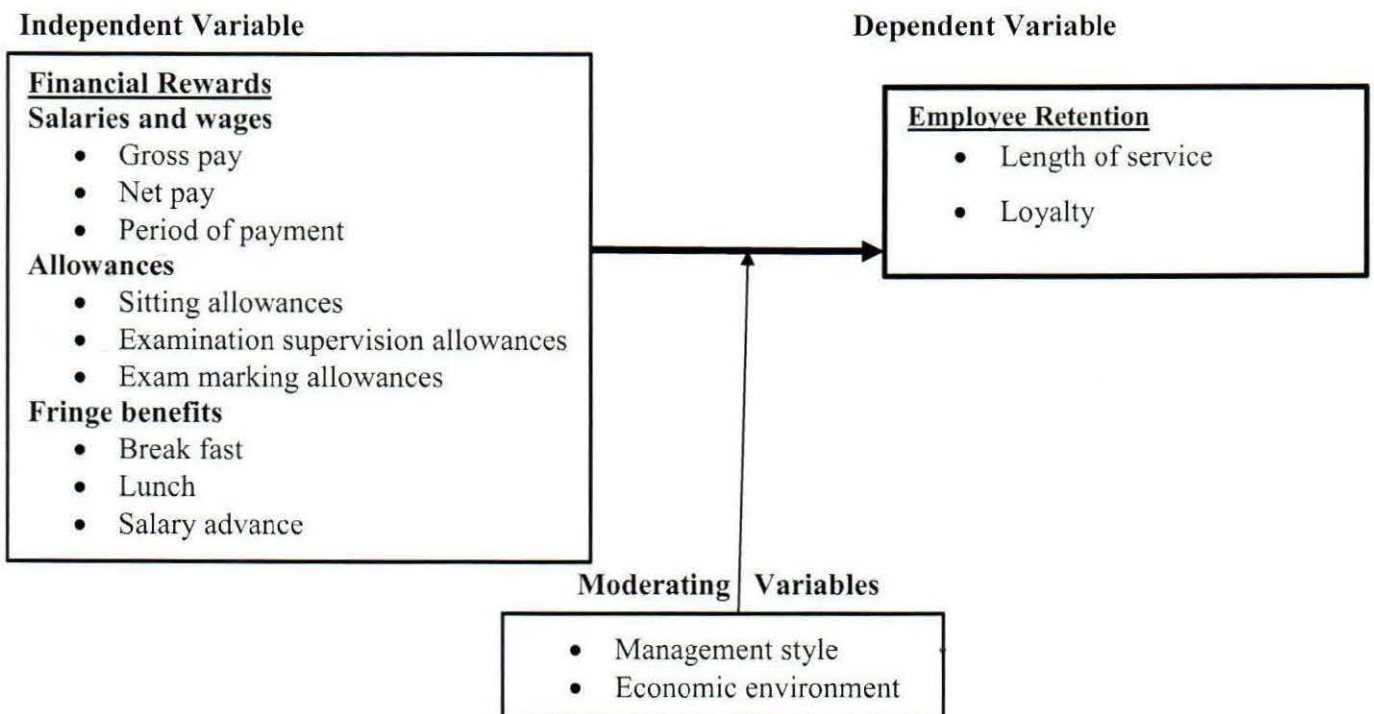 Independent Variable
Financial Rewards
Salaries and wages
• Gross pay
• Net pay
• Period of payment
Allowances
• Sitting allowances
• Examination supervision allowances
• Exam marking allowances
Fringe benefits
• Break fast
• Lunch
• Salary advance
Dependent Variable
Employee Retention
• Length of service
• Loyalty
Moderating Variables
• Management style
• Economic environment